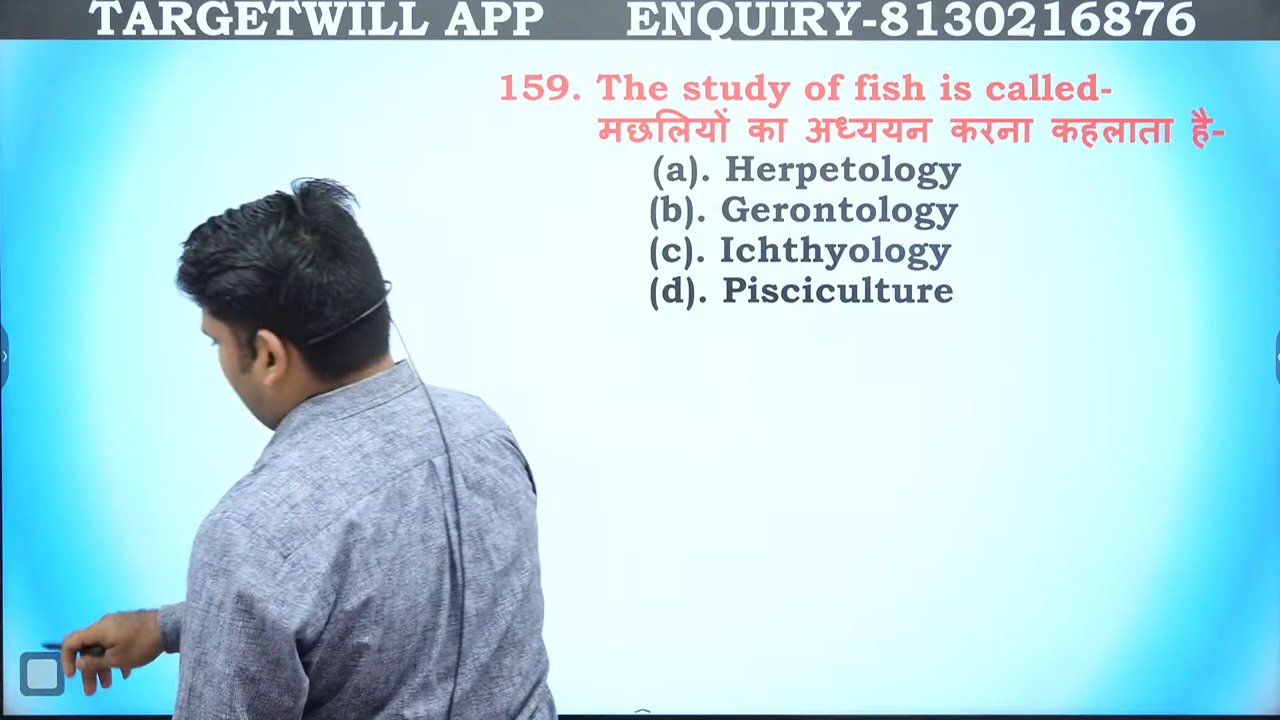 TARGETWILL APP ENQUIRY-8130216876
159. The study of fish is called-
मछलियों का अध्ययन करना कहलाता है-
(a). Herpetology
(b). Gerontology
(c). Ichthyology
(d). Pisciculture